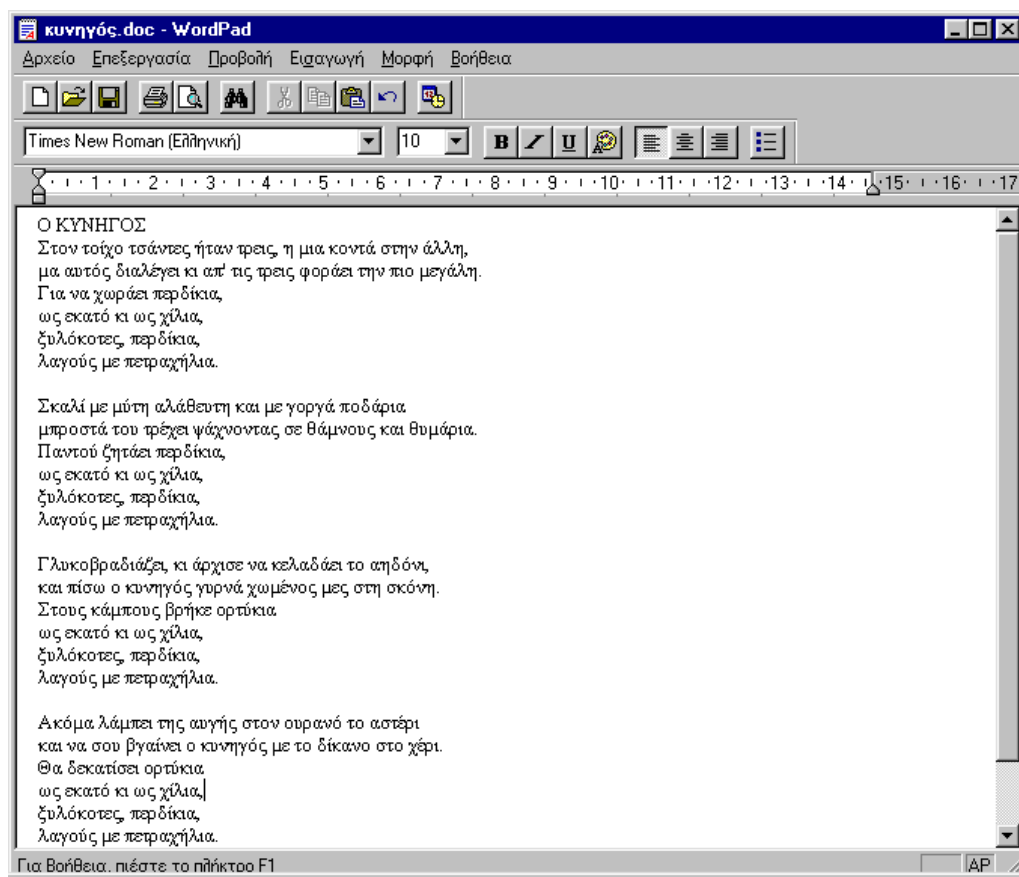 κυνηγός.doc - WordPad
Αρχείο Επεξεργασία Προβολή Εισαγωγή Μορφή Βοήθεια
Times New Roman (Ελληνική) 10 B I U
1 2 3 4 5 6 7 8 9 10 11 12 13 14 15 16 17
Ο ΚΥΝΗΓΟΣ
Στον τοίχο τσάντες ήταν τρεις, η μια κοντά στην άλλη,
μα αυτός διαλέγει κι απ' τις τρεις φοράει την πιο μεγάλη.
Για να χωράει περδίκια,
ως εκατό κι ως χίλια,
ξυλόκοτες, περδίκια,
λαγούς με πετραχήλια.

Σκαλί με μύτη αλάθευτη και με γοργά ποδάρια
μπροστά του τρέχει ψάχνοντας σε θάμνους και θυμάρια.
Παντού ζητάει περδίκια,
ως εκατό κι ως χίλια,
ξυλόκοτες, περδίκια,
λαγούς με πετραχήλια.

Γλυκοβραδιάζει, κι άρχισε να κελαδάει το αηδόνι,
και πίσω ο κυνηγός γυρνά χωμένος μες στη σκόνη.
Στους κάμπους βρήκε ορτύκια
ως εκατό κι ως χίλια,
ξυλόκοτες, περδίκια,
λαγούς με πετραχήλια.

Ακόμα λάμπει της αυγής στον ουρανό το αστέρι
και να σου βγαίνει ο κυνηγός με το δίκανο στο χέρι.
Θα δεκατίσει ορτύκια
ως εκατό κι ως χίλια,
ξυλόκοτες, περδίκια,
λαγούς με πετραχήλια.
Για Βοήθεια, πιέστε το πλήκτρο F1 AP